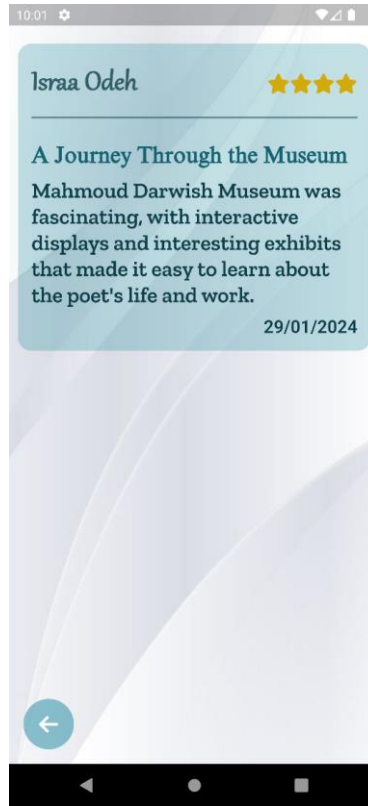 10:01
Israa Odeh
A Journey Through the Museum
Mahmoud Darwish Museum was
fascinating, with interactive
displays and interesting exhibits
that made it easy to learn about
the poet's life and work.
29/01/2024